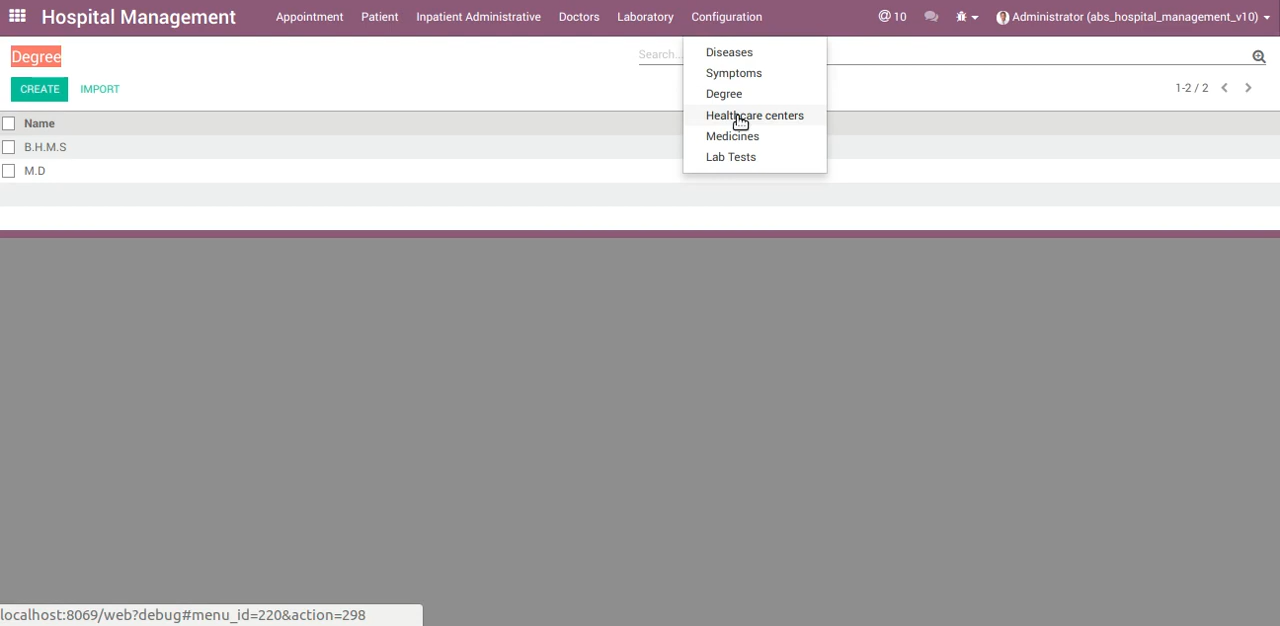 Hospital Management
Appointment Patient Inpatient Administrative Doctors Laboratory Configuration
@ 10
Administrator (abs_hospital_management_v10)
Degree
Search...
CREATE IMPORT
1-2 / 2
Diseases
Symptoms
Degree
Healthcare centers
Medicines
Lab Tests
Name
B.H.M.S
M.D
localhost:8069/web?debug#menu_id=220&action=298